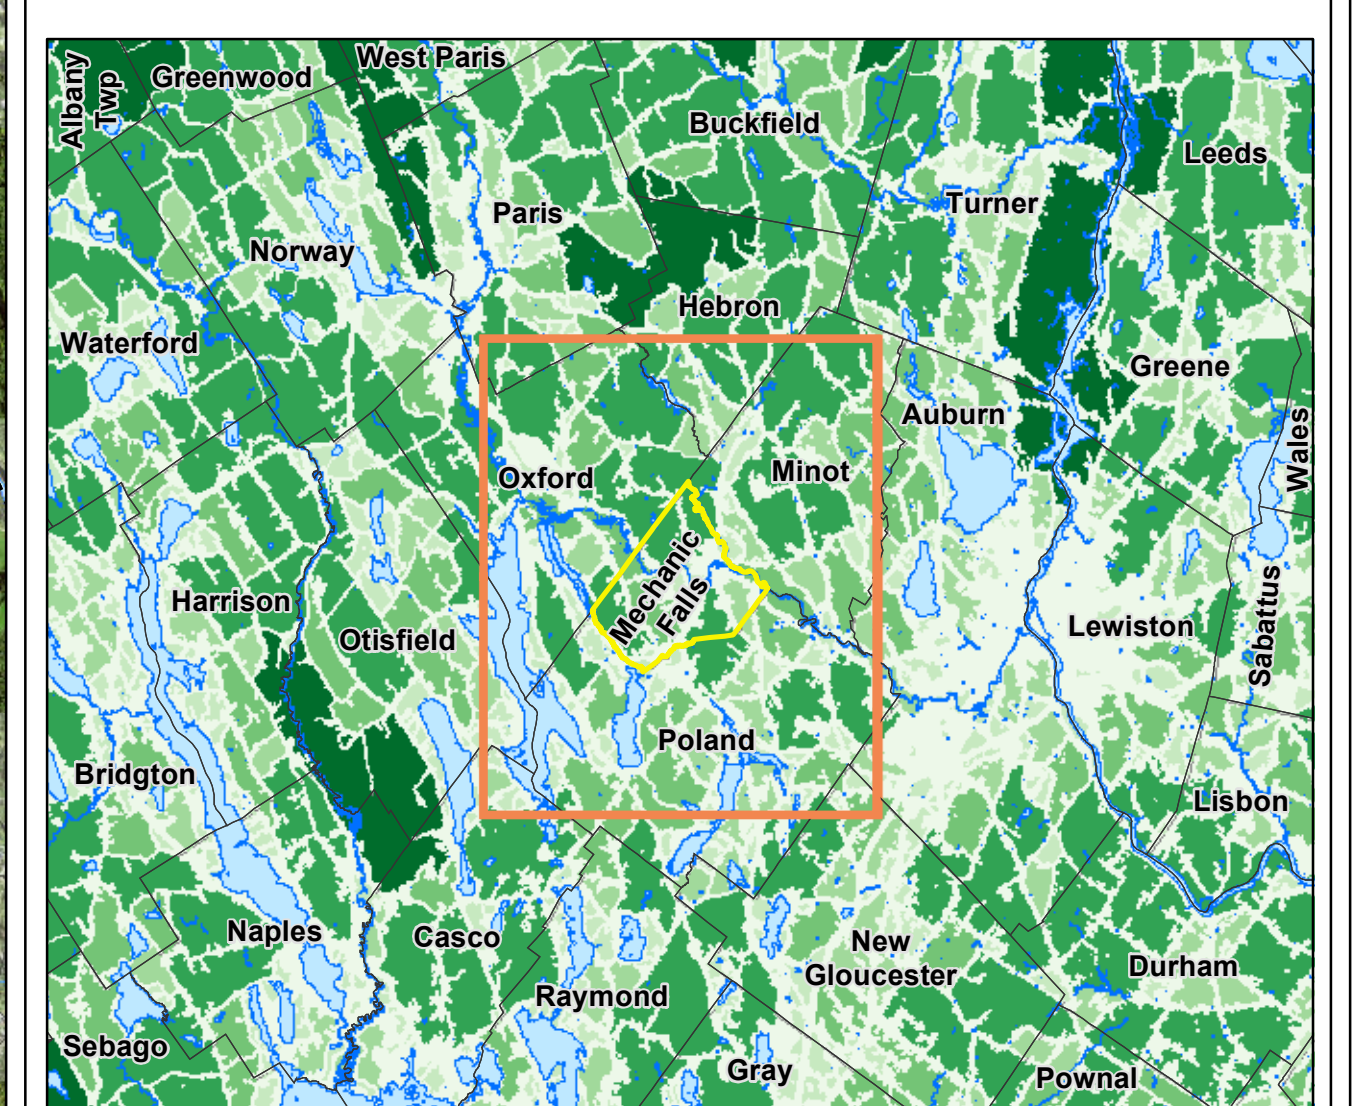 West Paris
Greenwood
Albany
Twp
Buckfield
Leeds
Turner
Paris
Norway
Hebron
Waterford
Greene
Auburn
Wales
Minot
Oxford
Mechanic
Falls
Harrison
Otisfield
Lewiston
Sabattus
Poland
Bridgton
Lisbon
Naples
Casco
New
Gloucester
Durham
Raymond
Sebago
Gray
Pownal